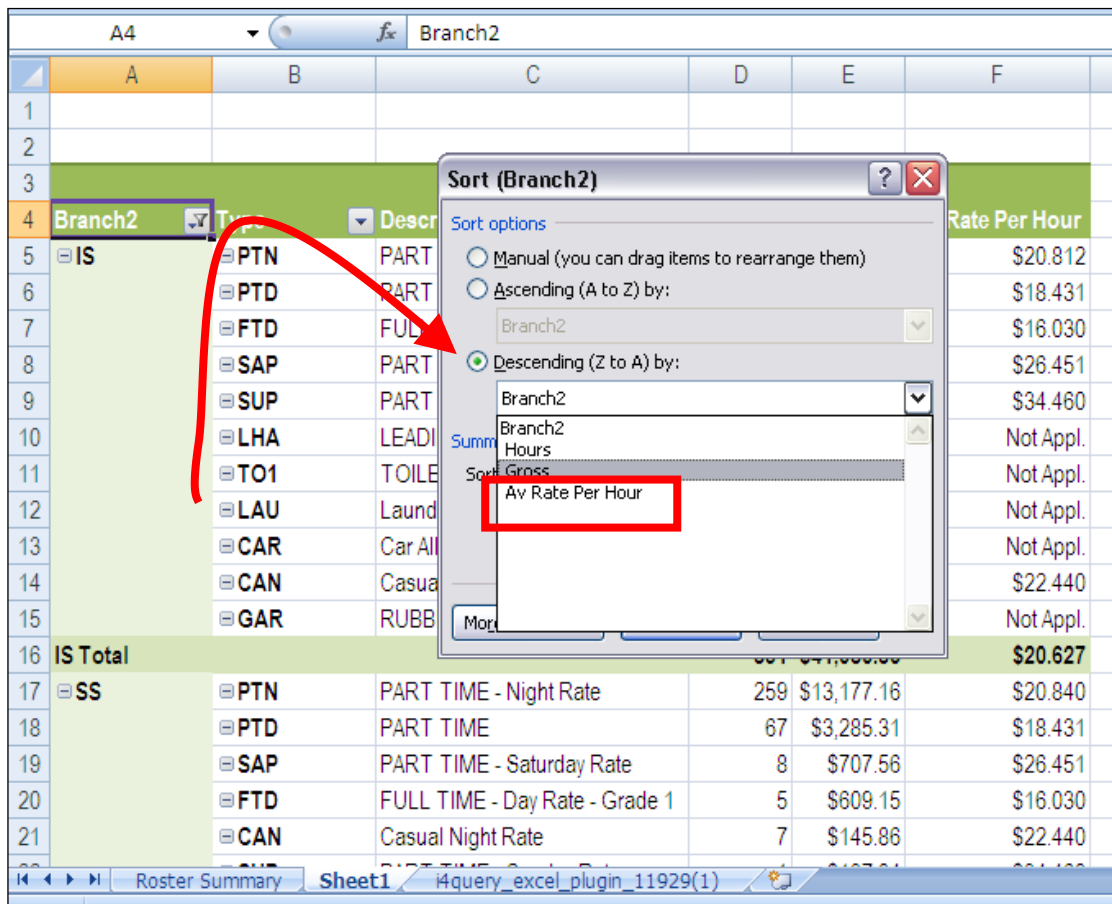 A4 fx Branch2
A B C D E F
1
2
3
4 Branch2 Descr Rate Per Hour
5 IS PTN PART $20.812
6 PTD PART $18.431
7 FTD FUL $16.030
8 SAP PART $26.451
9 SUP PART $34.460
10 LHA LEADI Not Appl.
11 TO1 TOILE Not Appl.
12 LAU Laund Not Appl.
13 CAR Car All Not Appl.
14 CAN Casua $22.440
15 GAR RUBB Not Appl.
16 IS Total $20.627
17 SS PTN PART TIME - Night Rate 259 $13,177.16 $20.840
18 PTD PART TIME 67 $3,285.31 $18.431
19 SAP PART TIME - Saturday Rate 8 $707.56 $26.451
20 FTD FULL TIME - Day Rate - Grade 1 5 $609.15 $16.030
21 CAN Casual Night Rate 7 $145.86 $22.440
Roster Summary Sheet1 i4query_excel_plugin_11929(1)
Sort (Branch2) ?
Sort options
Manual (you can drag items to rearrange them)
Ascending (A to Z) by:
Branch2
Descending (Z to A) by:
Branch2
Branch2
Summ Hours
Sort Gross
Av Rate Per Hour
Mor